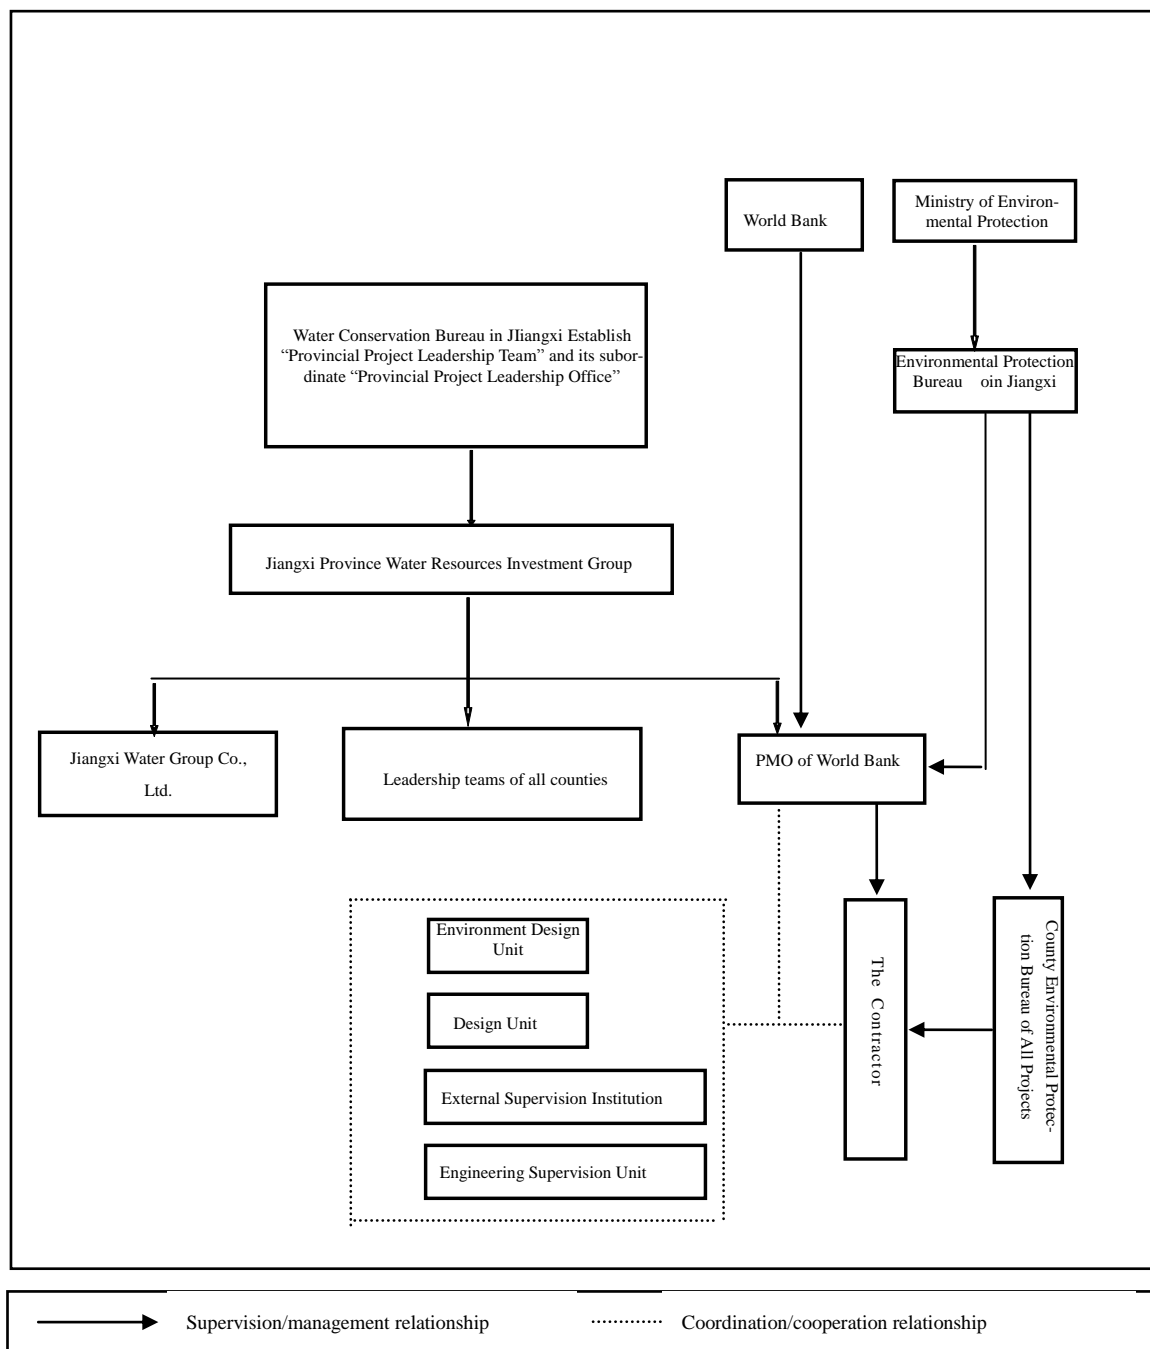 World Bank
Ministry of Environ-
mental Protection
Water Conservation Bureau in JIiangxi Establish
“Provincial Project Leadership Team” and its subor-
dinate “Provincial Project Leadership Office”
Environmental Protection
Bureau oin Jiangxi
Jiangxi Province Water Resources Investment Group
Jiangxi Water Group Co.,
Ltd.
Leadership teams of all counties
PMO of World Bank
Environment Design
Unit
Design Unit
External Supervision Institution
Engineering Supervision Unit
The Contractor
County Environmental Protec-
tion Bureau of All Projects
Supervision/management relationship
Coordination/cooperation relationship